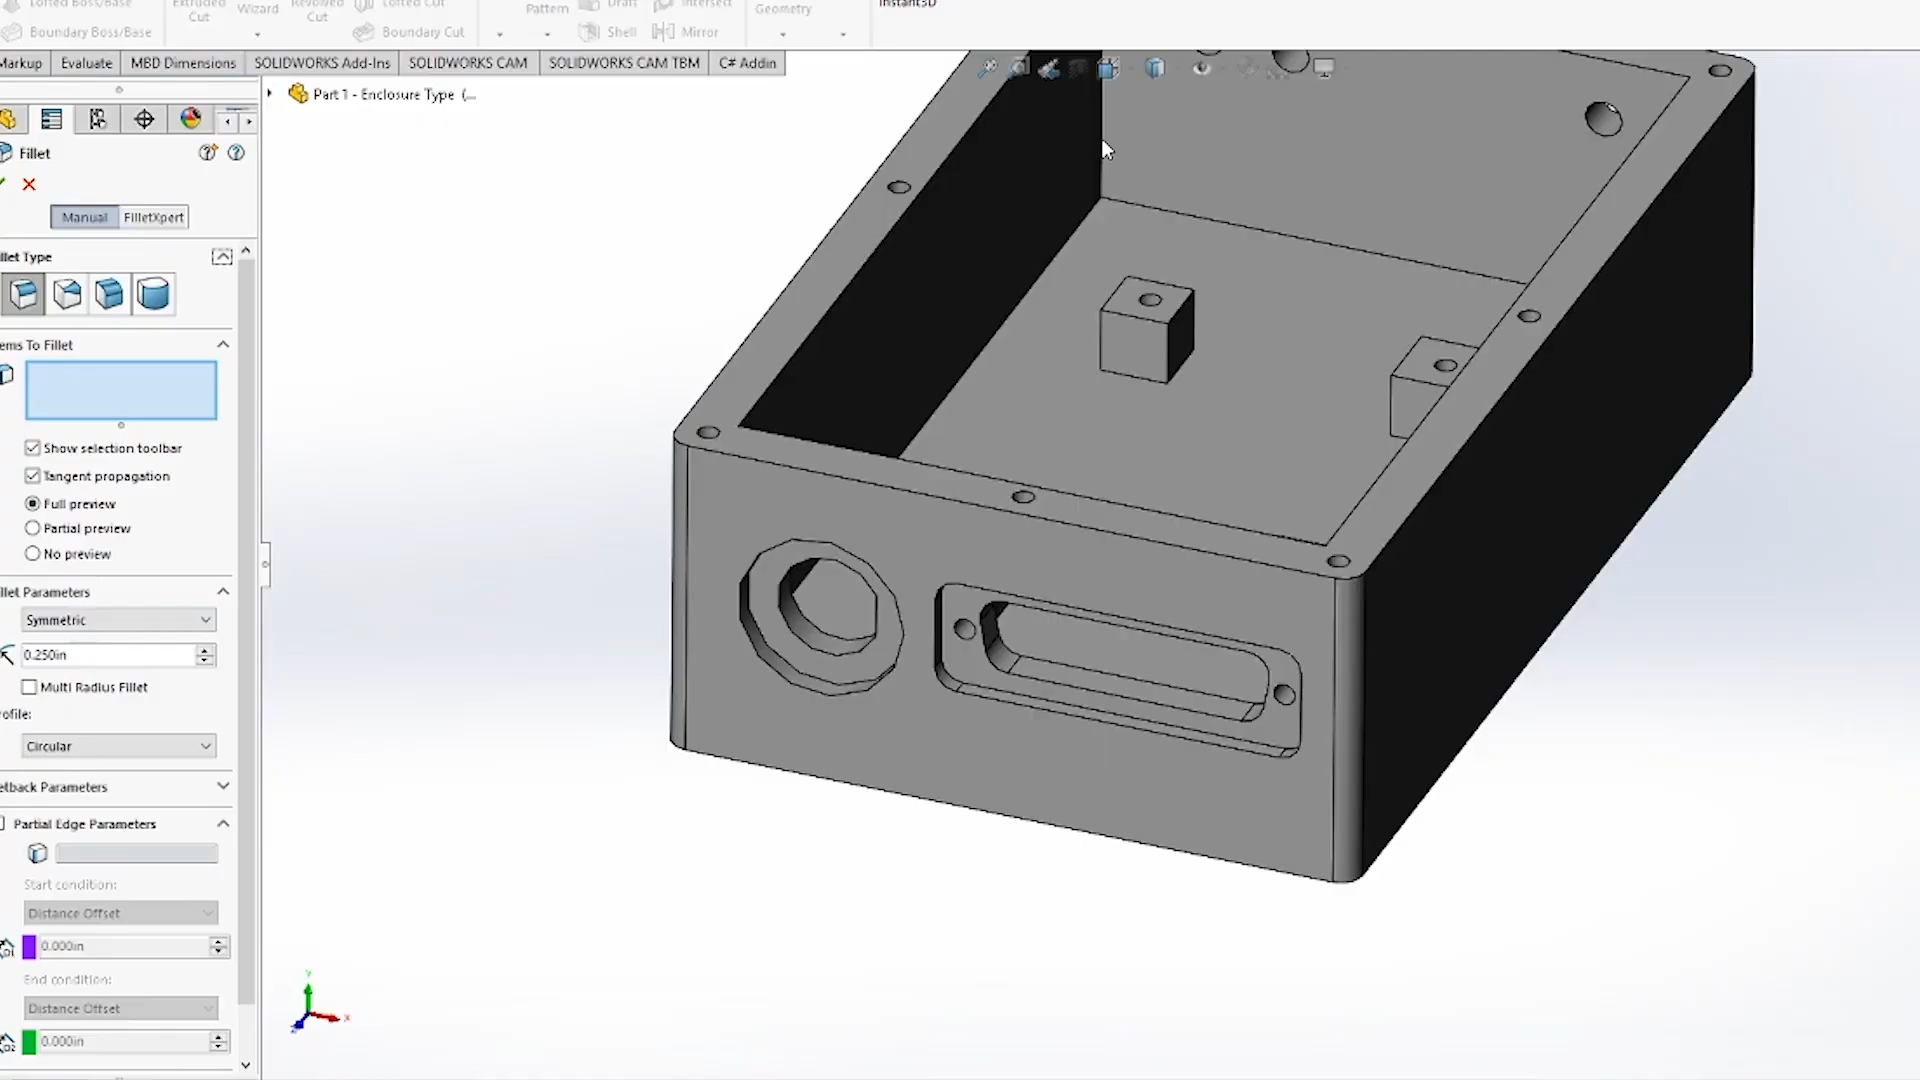 Lofted Boss/Base
Boundary Boss/Base
Extruded
Cut
Wizard
Revolved
Cut
Lofted Cut
Boundary Cut
Pattern
Draft
Shell
Intersect
Mirror
Geometry
Instant3D
Markup
Evaluate
MBD Dimensions
SOLIDWORKS Add-Ins
SOLIDWORKS CAM
SOLIDWORKS CAM TBM
C# Addin
Part 1 - Enclosure Type (...
Fillet
Manual
FilletXpert
illet Type
ems To Fillet
Show selection toolbar
Tangent propagation
Full preview
Partial preview
No preview
llet Parameters
Symmetric
0.250in
Multi Radius Fillet
rofile:
Circular
etback Parameters
Partial Edge Parameters
Start condition:
Distance Offset
0.000in
End condition:
Distance Offset
0.000in
Y
X
Z